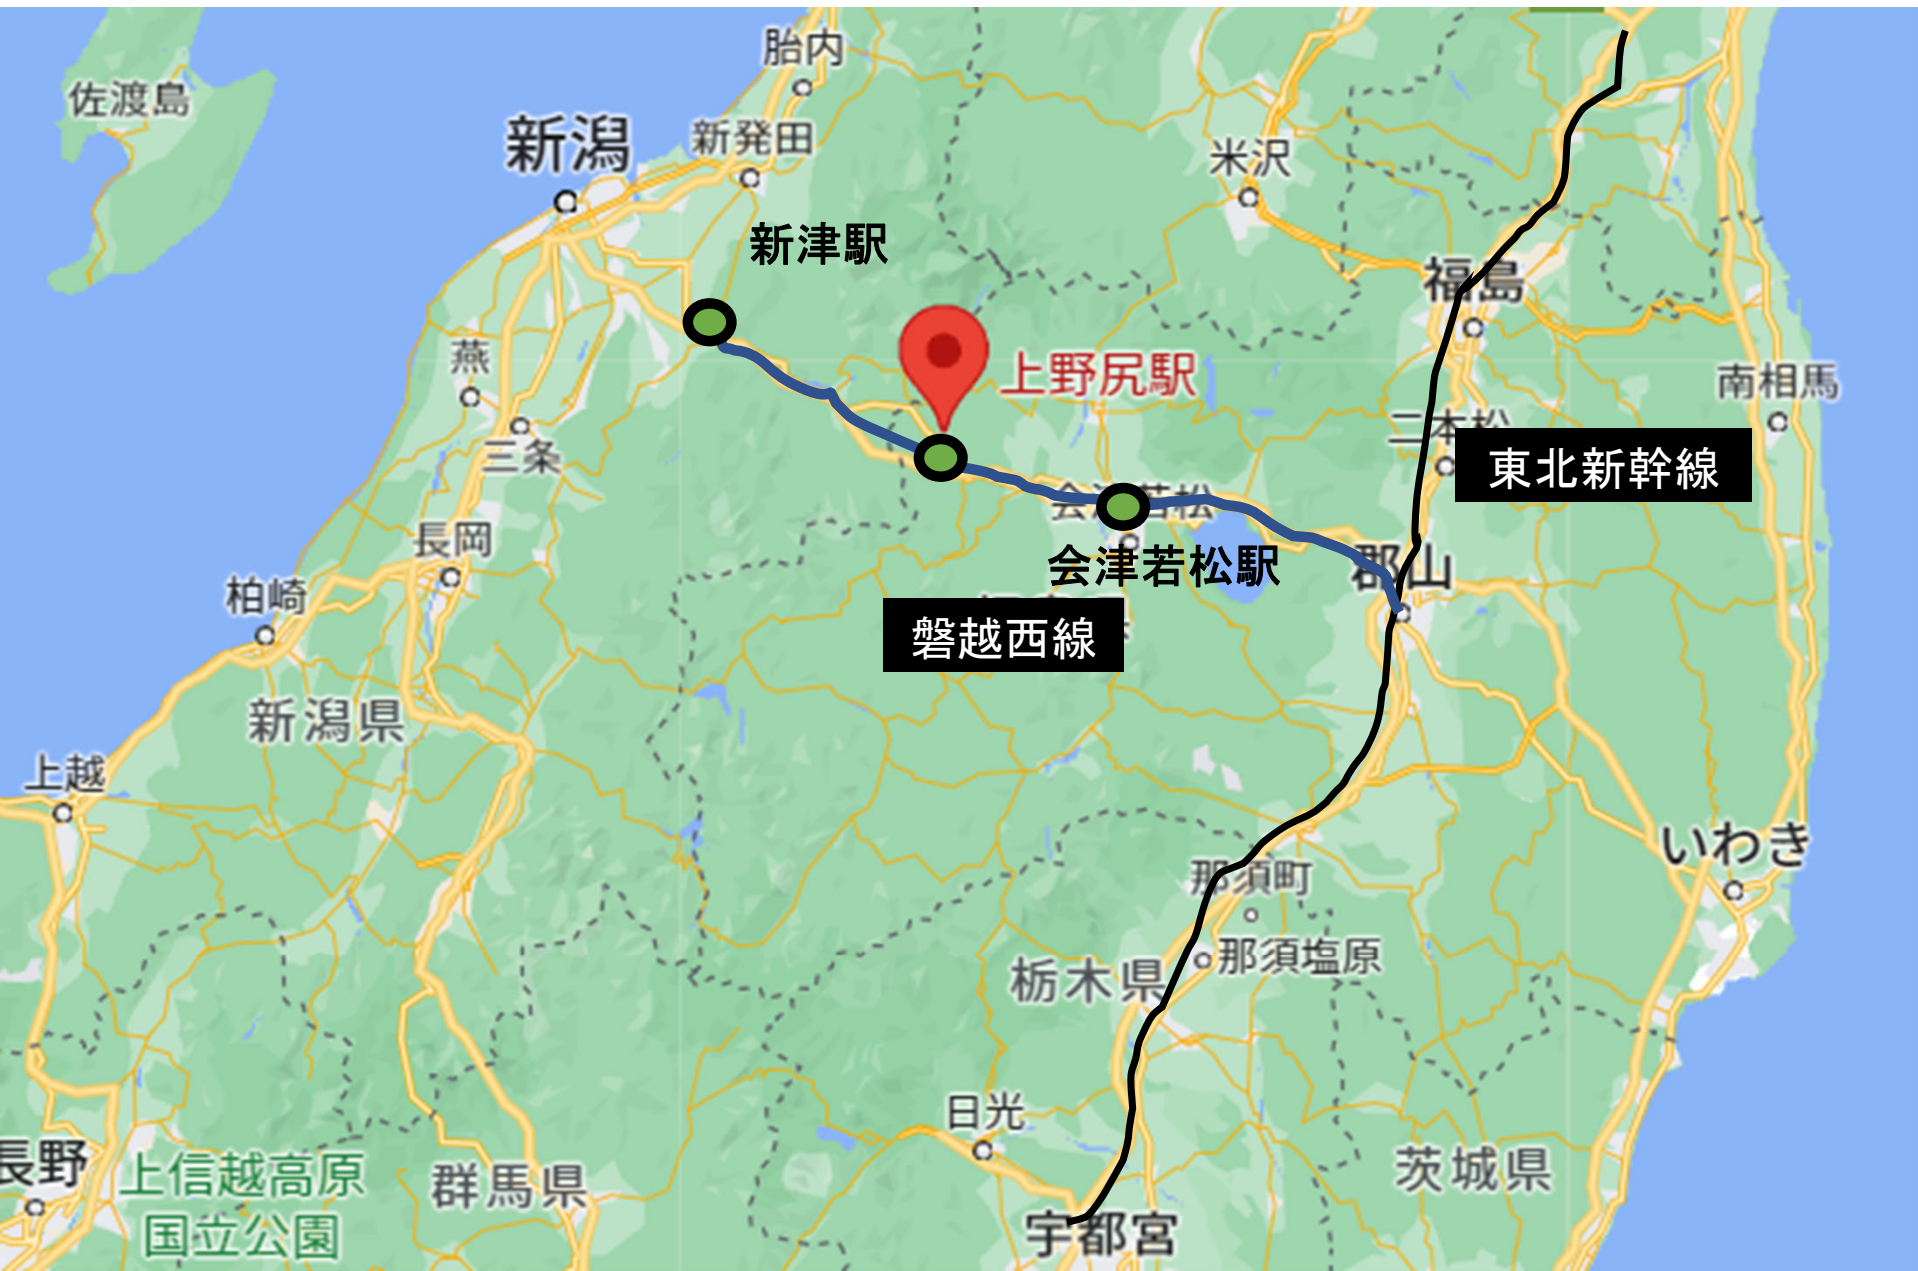 胎内
佐渡島
新潟
新発田
米沢
新津駅
福島
燕
上野尻駅
南相馬
三条
二本松
東北新幹線
会津若松
長岡
会津若松駅
郡山
柏崎
磐越西線
新潟県
上越
いわき
那須町
那須塩原
栃木県
日光
長野
上信越高原
国立公園
群馬県
茨城県
宇都宮